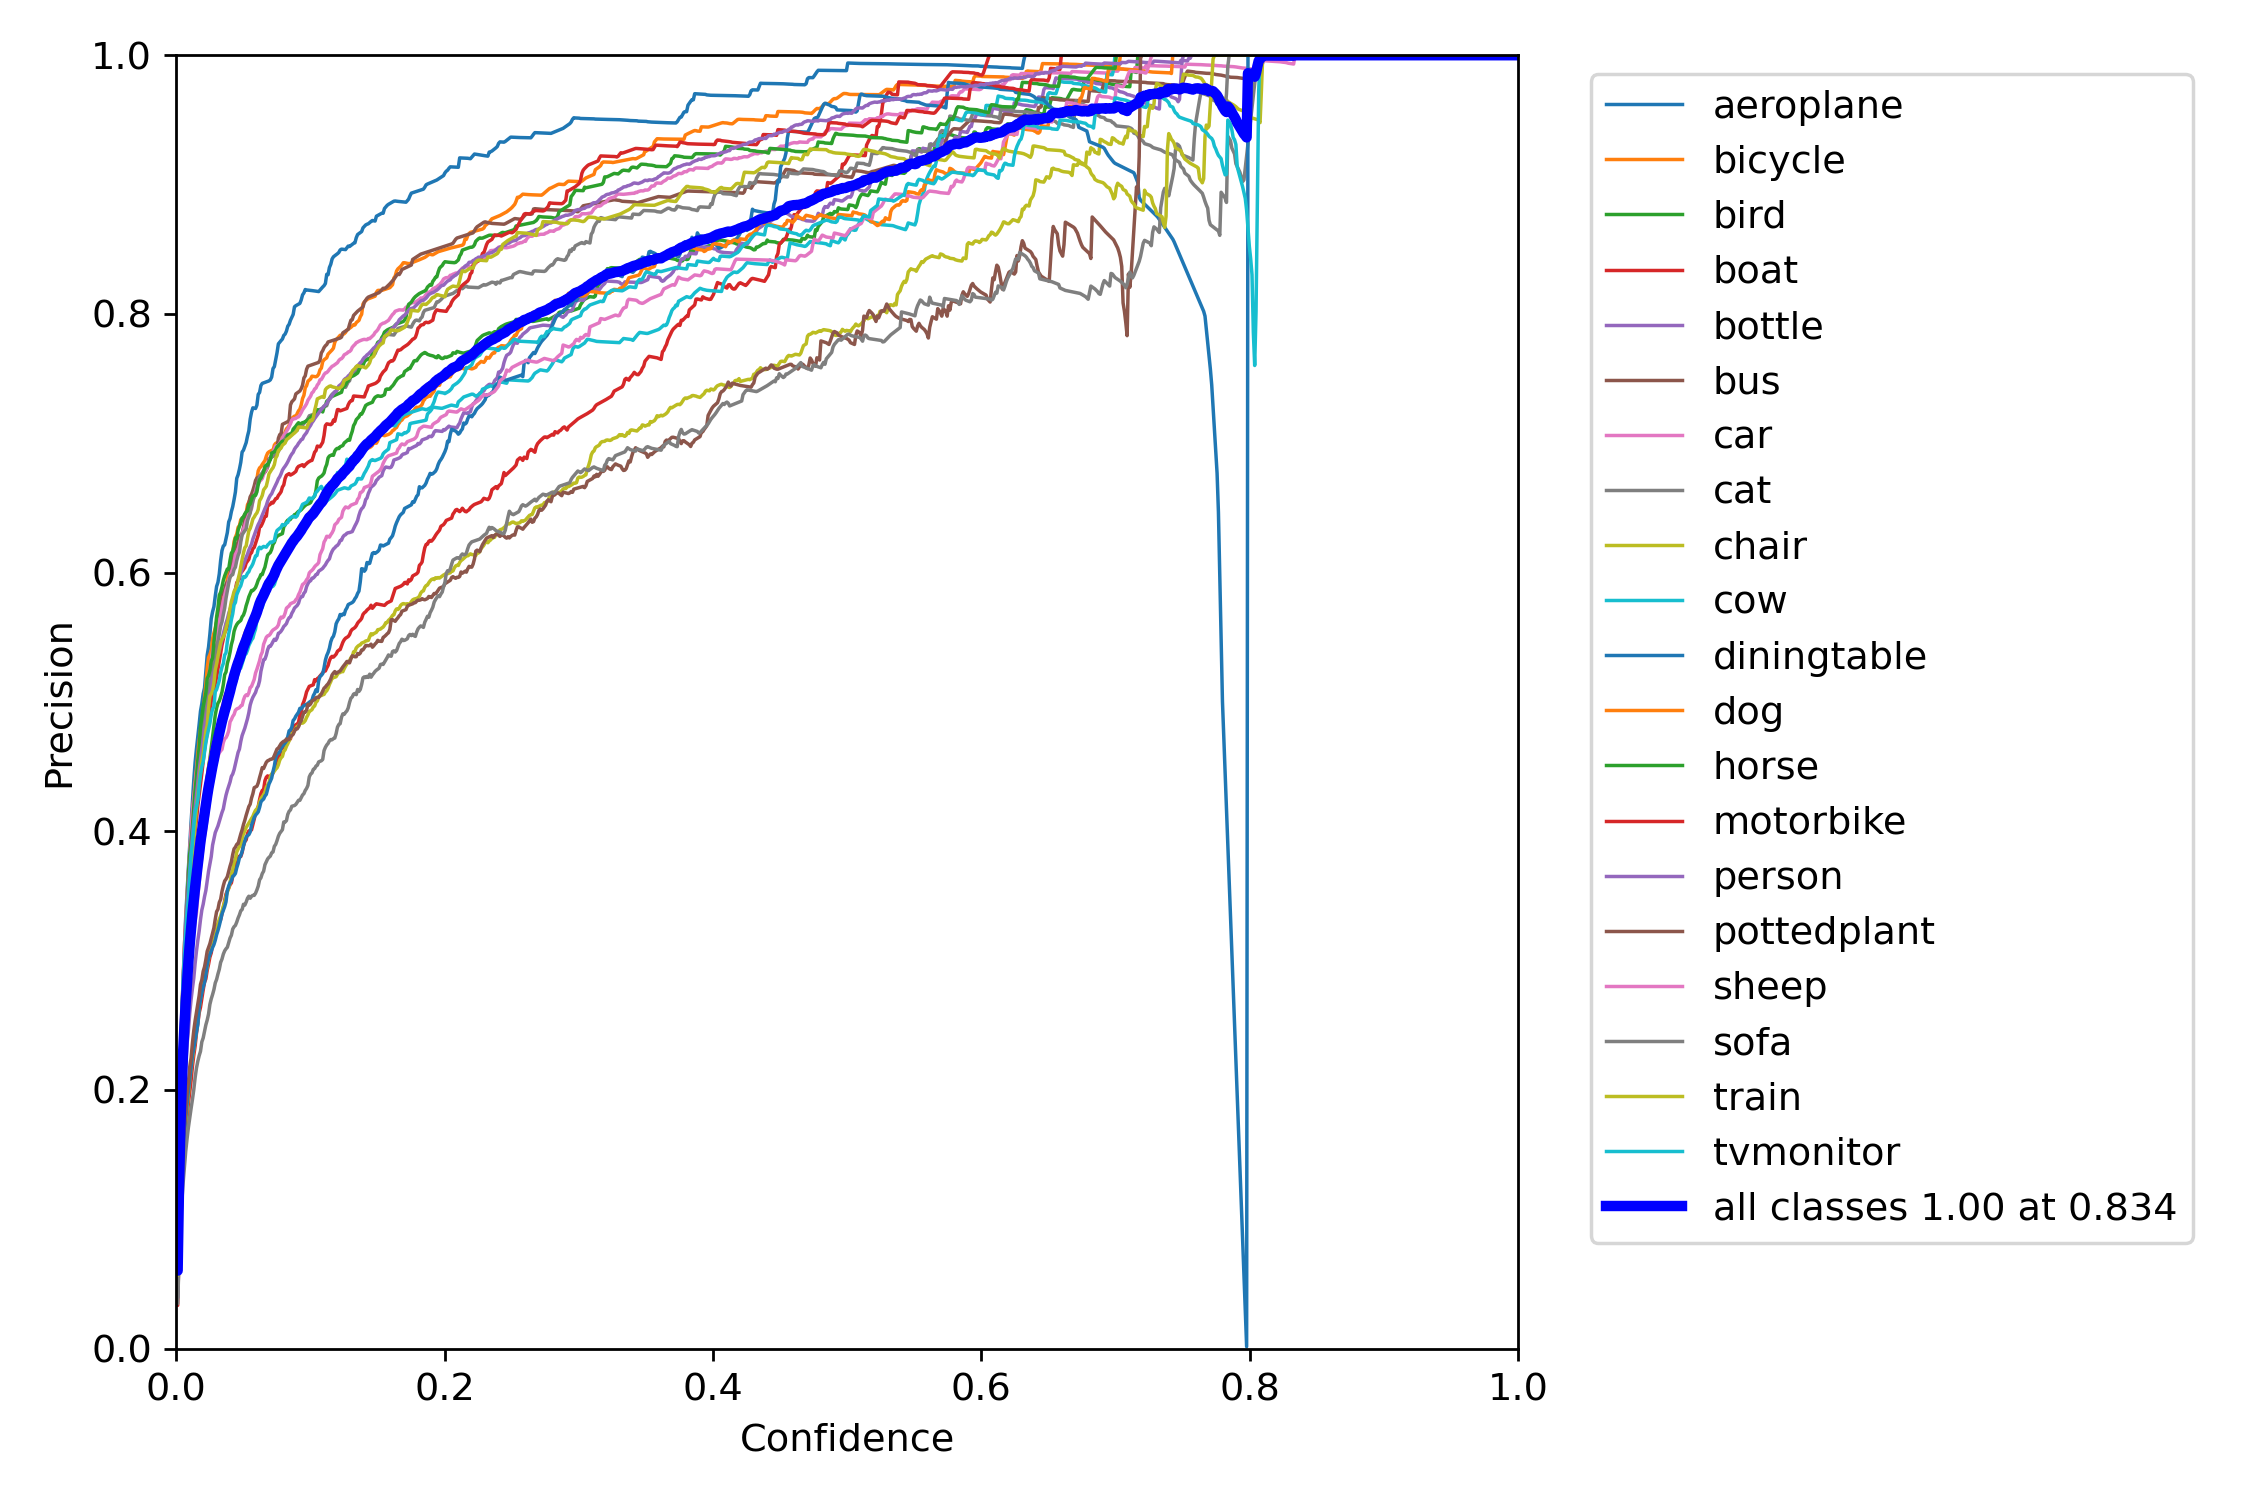 1.0
0.8
0.6
0.4
0.2
0.0
Precision
0.0 0.2 0.4 0.6 0.8 1.0
Confidence
aeroplane
bicycle
bird
boat
bottle
bus
car
cat
chair
cow
diningtable
dog
horse
motorbike
person
pottedplant
sheep
sofa
train
tvmonitor
all classes 1.00 at 0.834